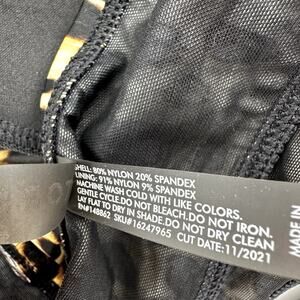 SHELL: 80% NYLON 20% SPANDEX
LINING: 91% NYLON 9% SPANDEX
MACHINE WASH COLD WITH LIKE COLORS.
GENTLE CYCLE.DO NOT BLEACH.DO NOT IRON.
LAY FLAT TO DRY IN SHADE.DO NOT DRY CLEAN
RN#148862 SKU#16247965 CUT DATE:11/2021
MADE IN